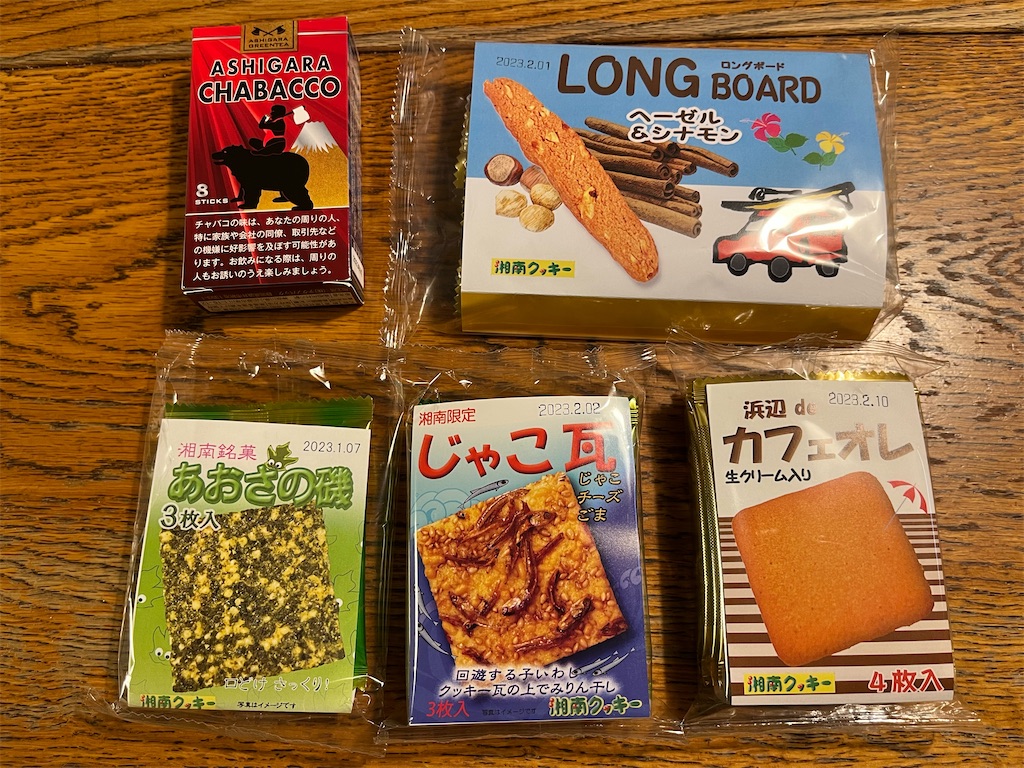 ASHIGARA
GREENTEA
ASHIGARA
CHABACCO
8
STICKS
チャバコの味は、あなたの周りの人、
特に家族や会社の同僚、取引先など
の機嫌に好影響を及ぼす可能性があ
ります。お飲みになる際は、周りの
人もお誘いのうえ楽しみましょう。
2023.2.01
LONG BOARD
ロングボード
ヘーゼル
&シナモン
湘南クッキー
湘南銘菓
2023.1.07
あおさの磯
3枚入
口どけ さっくり!
湘南クッキー
写真はイメージです
湘南限定
2023.2.02
じゃこ瓦
じゃこ
チーズ
ごま
回遊する子いわし
クッキー瓦の上でみりん干し
3枚入
写真はイメージです
湘南クッキー
浜辺 de
2023.2.10
カフェオレ
生クリーム入り
湘南クッキー
4枚入